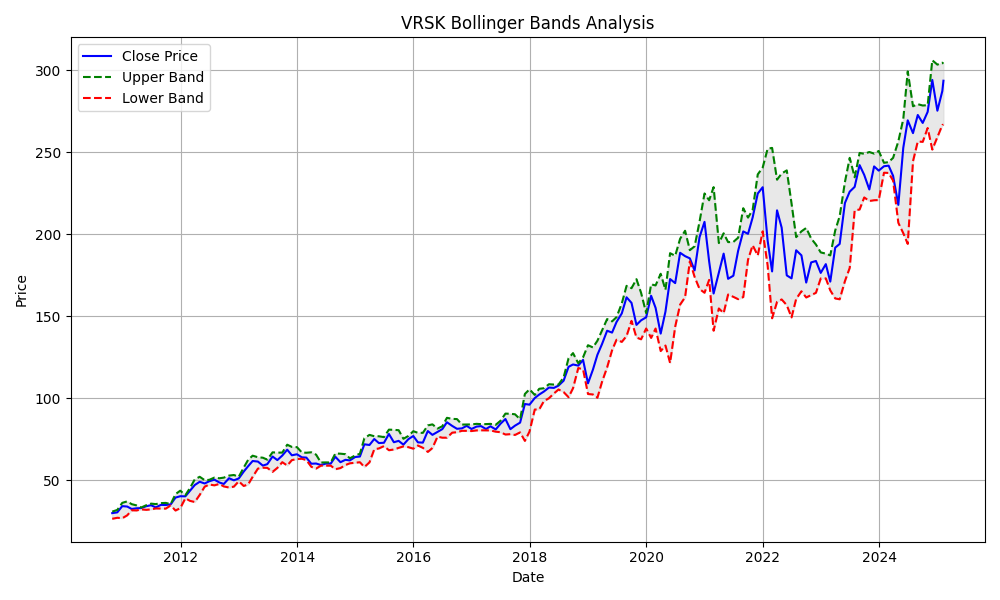 VRSK Bollinger Bands Analysis
Close Price
Upper Band
Lower Band
300
250
200
150
100
50
Price
2012 2014 2016 2018 2020 2022 2024
Date